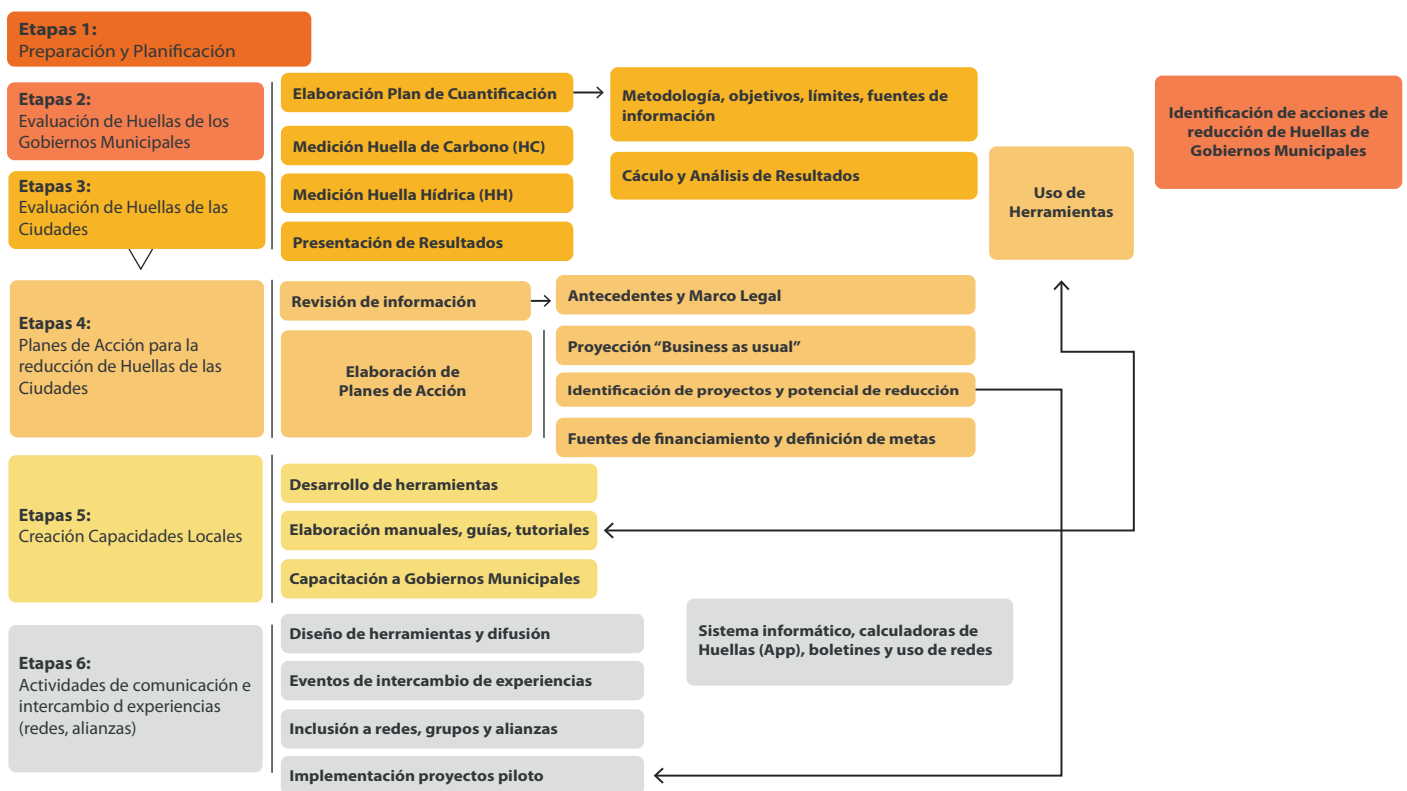 Etapas 1:
Preparación y Planificación
Etapas 2:
Evaluación de Huellas de los
Gobiernos Municipales
Etapas 3:
Evaluación de Huellas de las
Ciudades
Elaboración Plan de Cuantificación
Medición Huella de Carbono (HC)
Medición Huella Hídrica (HH)
Presentación de Resultados
Metodología, objetivos, límites, fuentes de
información
Cáculo y Análisis de Resultados
Uso de
Herramientas
Identificación de acciones de
reducción de Huellas de
Gobiernos Municipales
Etapas 4:
Planes de Acción para la
reducción de Huellas de las
Ciudades
Revisión de información
Elaboración de
Planes de Acción
Antecedentes y Marco Legal
Proyección “Business as usual”
Identificación de proyectos y potencial de reducción
Fuentes de financiamiento y definición de metas
Etapas 5:
Creación Capacidades Locales
Desarrollo de herramientas
Elaboración manuales, guías, tutoriales
Capacitación a Gobiernos Municipales
Etapas 6:
Actividades de comunicación e
intercambio d experiencias
(redes, alianzas)
Diseño de herramientas y difusión
Eventos de intercambio de experiencias
Inclusión a redes, grupos y alianzas
Implementación proyectos piloto
Sistema informático, calculadoras de
Huellas (App), boletines y uso de redes